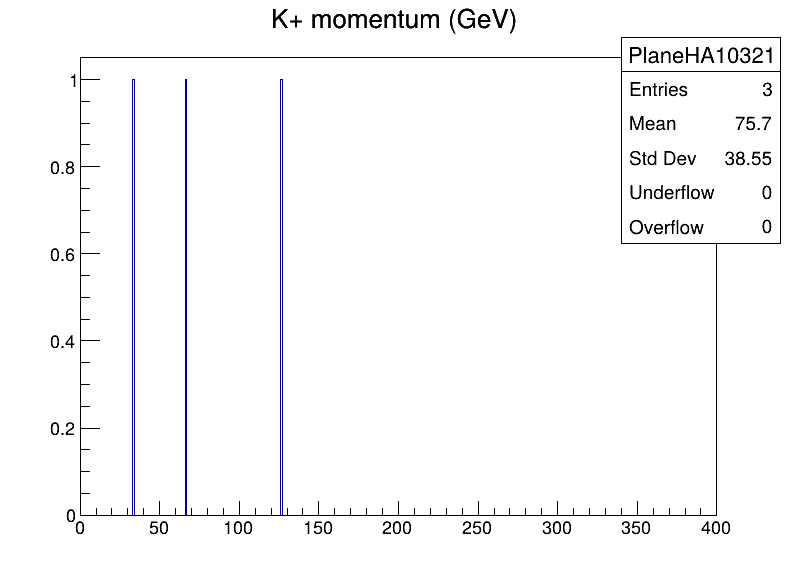 K+ momentum (GeV)
PlaneHA10321
Entries 3
Mean 75.7
Std Dev 38.55
Underflow 0
Overflow 0
1
0.8
0.6
0.4
0.2
0
0 50 100 150 200 250 300 350 400